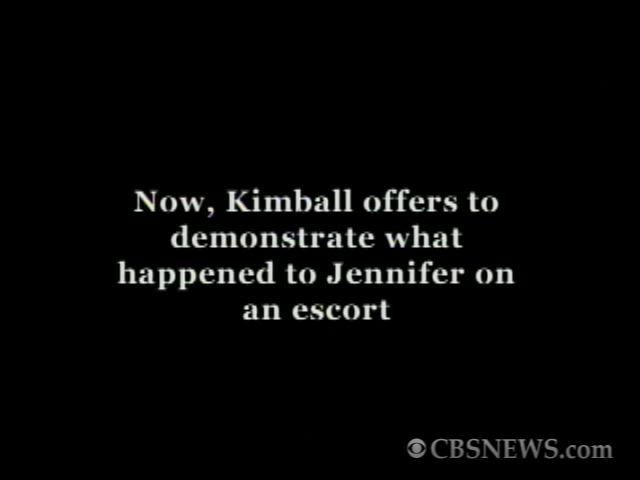 Now, Kimball offers to
demonstrate what
happened to Jennifer on
an escort
CBSNEWS.com